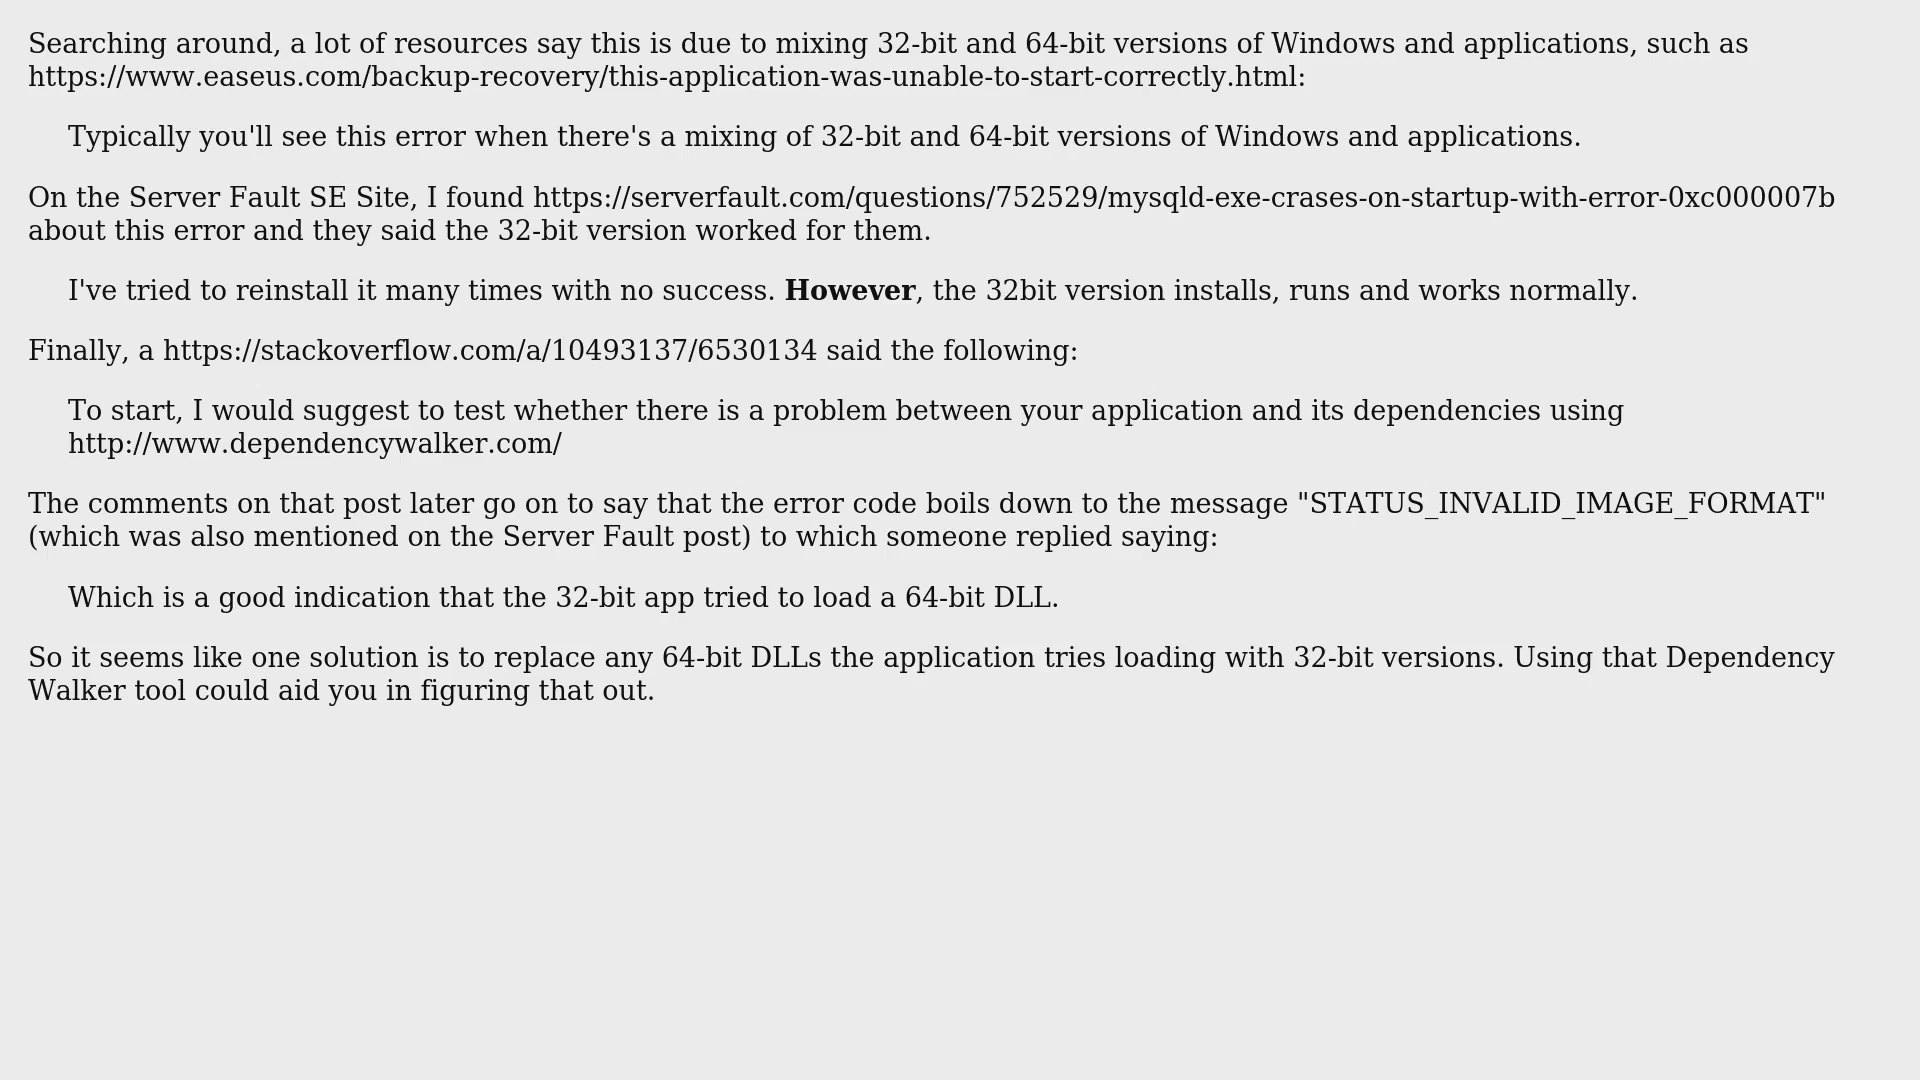 Searching around, a lot of resources say this is due to mixing 32-bit and 64-bit versions of Windows and applications, such as
https://www.easeus.com/backup-recovery/this-application-was-unable-to-start-correctly.html:
Typically you'll see this error when there's a mixing of 32-bit and 64-bit versions of Windows and applications.
On the Server Fault SE Site, I found https://serverfault.com/questions/752529/mysqld-exe-crases-on-startup-with-error-0xc000007b
about this error and they said the 32-bit version worked for them.
I've tried to reinstall it many times with no success. However, the 32bit version installs, runs and works normally.
Finally, a https://stackoverflow.com/a/10493137/6530134 said the following:
To start, I would suggest to test whether there is a problem between your application and its dependencies using
http://www.dependencywalker.com/
The comments on that post later go on to say that the error code boils down to the message "STATUS_INVALID_IMAGE_FORMAT"
(which was also mentioned on the Server Fault post) to which someone replied saying:
Which is a good indication that the 32-bit app tried to load a 64-bit DLL.
So it seems like one solution is to replace any 64-bit DLLs the application tries loading with 32-bit versions. Using that Dependency
Walker tool could aid you in figuring that out.